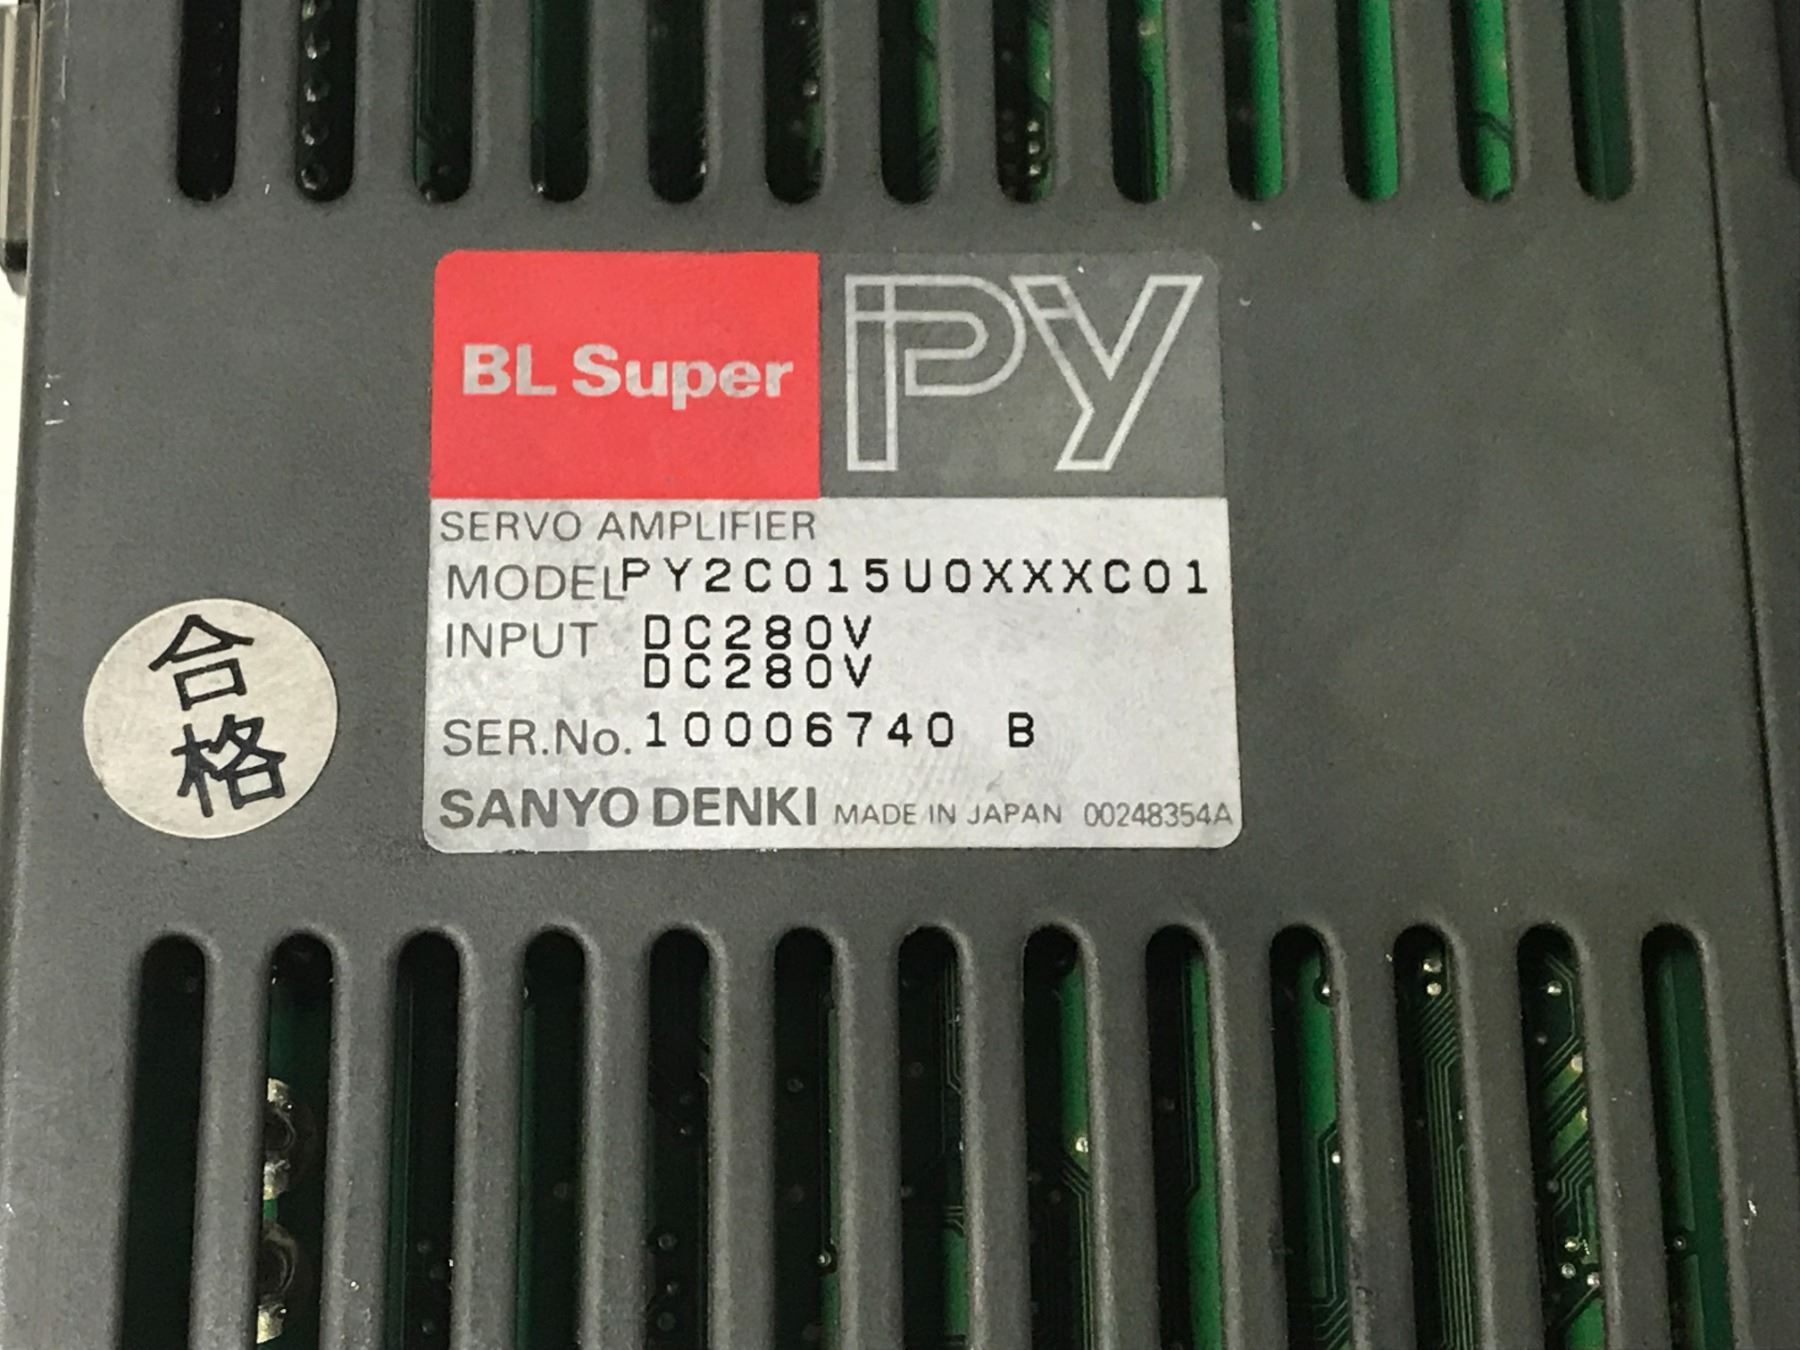 BL Super PY
SERVO AMPLIFIER
MODEL PY2C015U0XXXC01
INPUT DC280V
DC280V
SER.No. 10006740 B
SANYO DENKI MADE IN JAPAN 00248354A
合
格